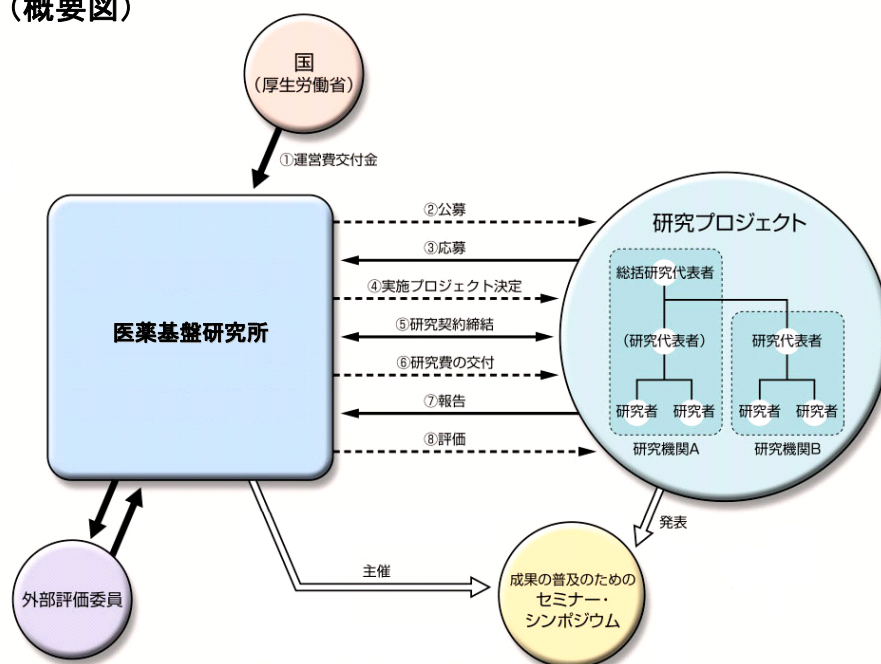 (概要図)
国
(厚生労働省)
①運営費交付金
②公募
③応募
④実施プロジェクト決定
⑤研究契約締結
⑥研究費の交付
⑦報告
⑧評価
医薬基盤研究所
研究プロジェクト
総括研究代表者
(研究代表者)
研究代表者
研究者
研究者
研究者
研究者
研究機関A
研究機関B
発表
主催
外部評価委員
成果の普及のための
セミナー・
シンポジウム